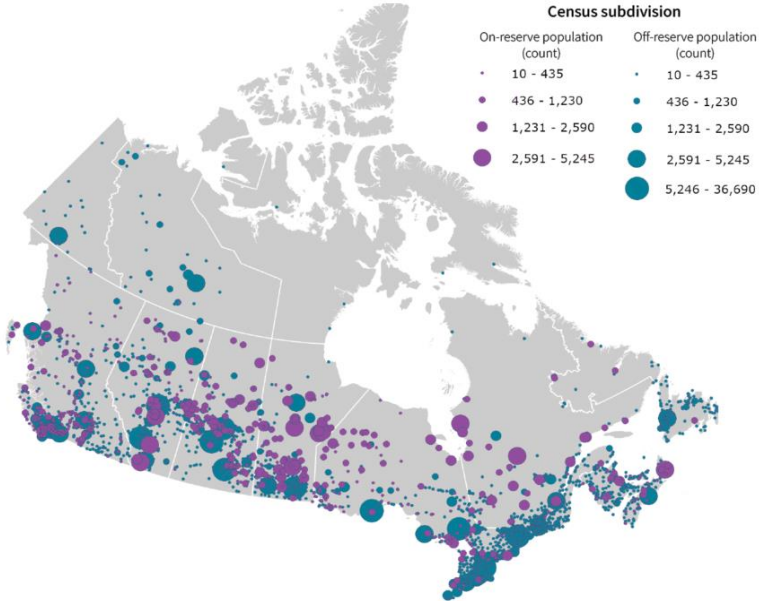 Census subdivision
On-reserve population Off-reserve population
(count) (count)
10 - 435 10 - 435
436 - 1,230 436 - 1,230
1,231 - 2,590 1,231 - 2,590
2,591 - 5,245 2,591 - 5,245
5,246 - 36,690